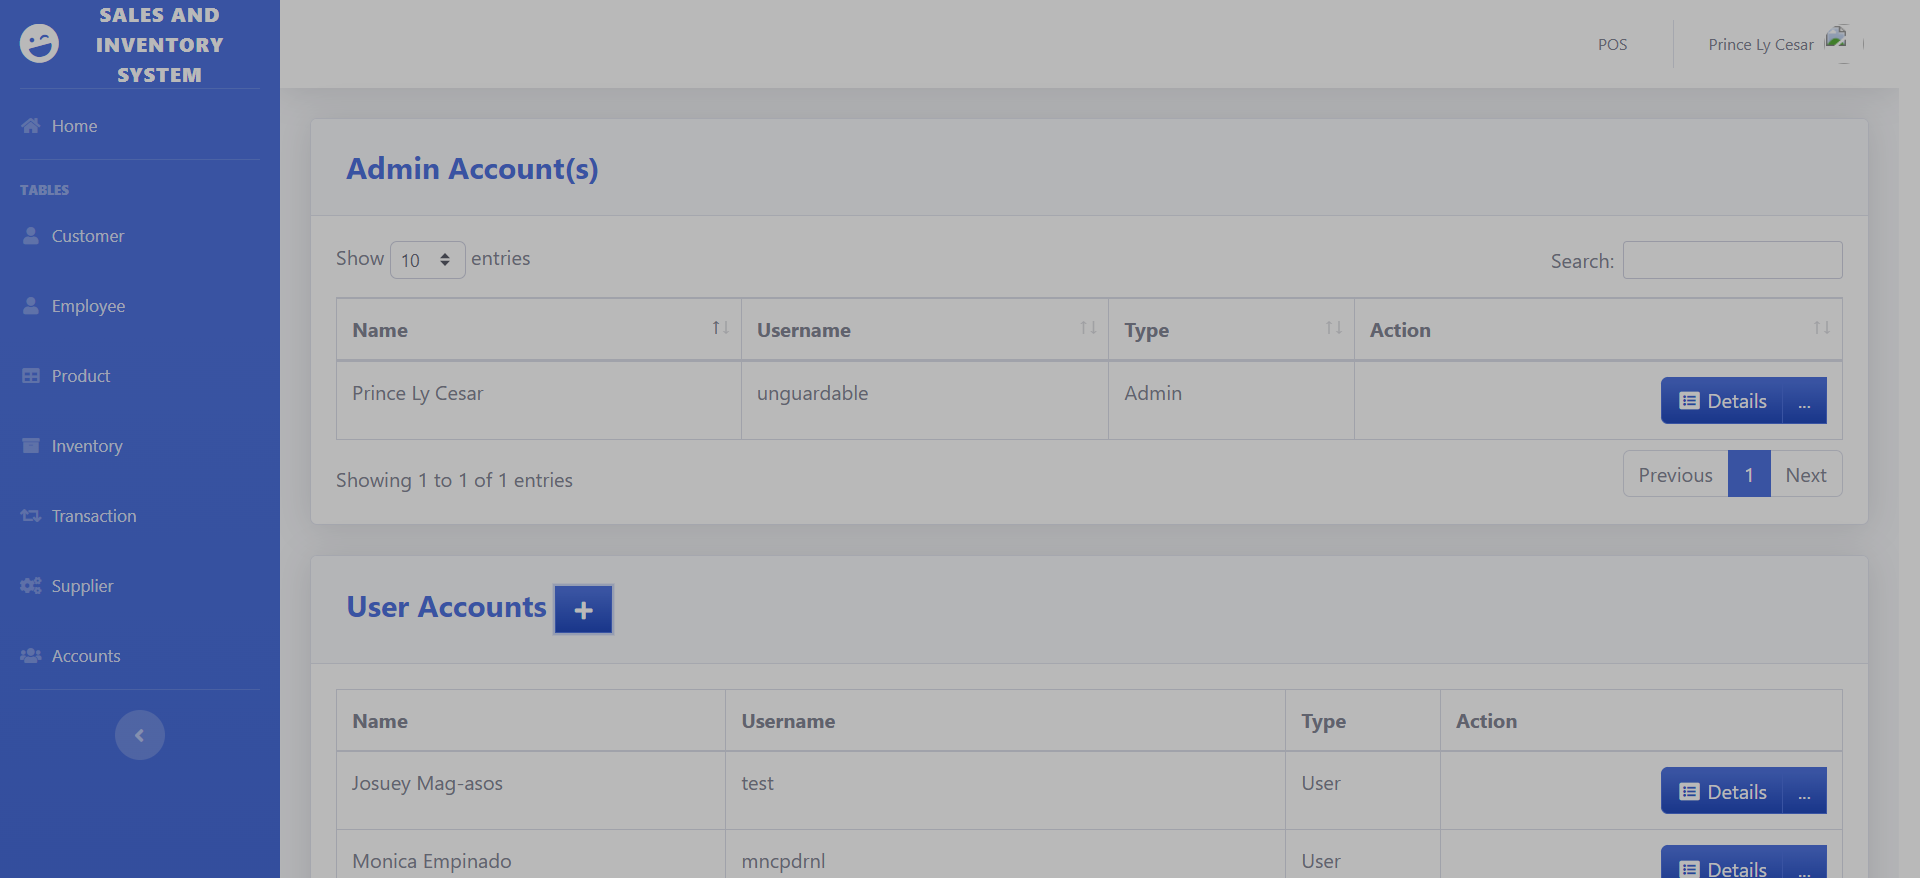 SALES AND
INVENTORY
SYSTEM
POS
Prince Ly Cesar
Home
TABLES
Customer
Employee
Product
Inventory
Transaction
Supplier
Accounts
Admin Account(s)
Show 10 entries
Search:
Name Username Type Action
Prince Ly Cesar unguardable Admin Details ...
Showing 1 to 1 of 1 entries
Previous 1 Next
User Accounts +
Name Username Type Action
Josuey Mag-asos test User Details ...
Monica Empinado mncpdrnl User Details ...